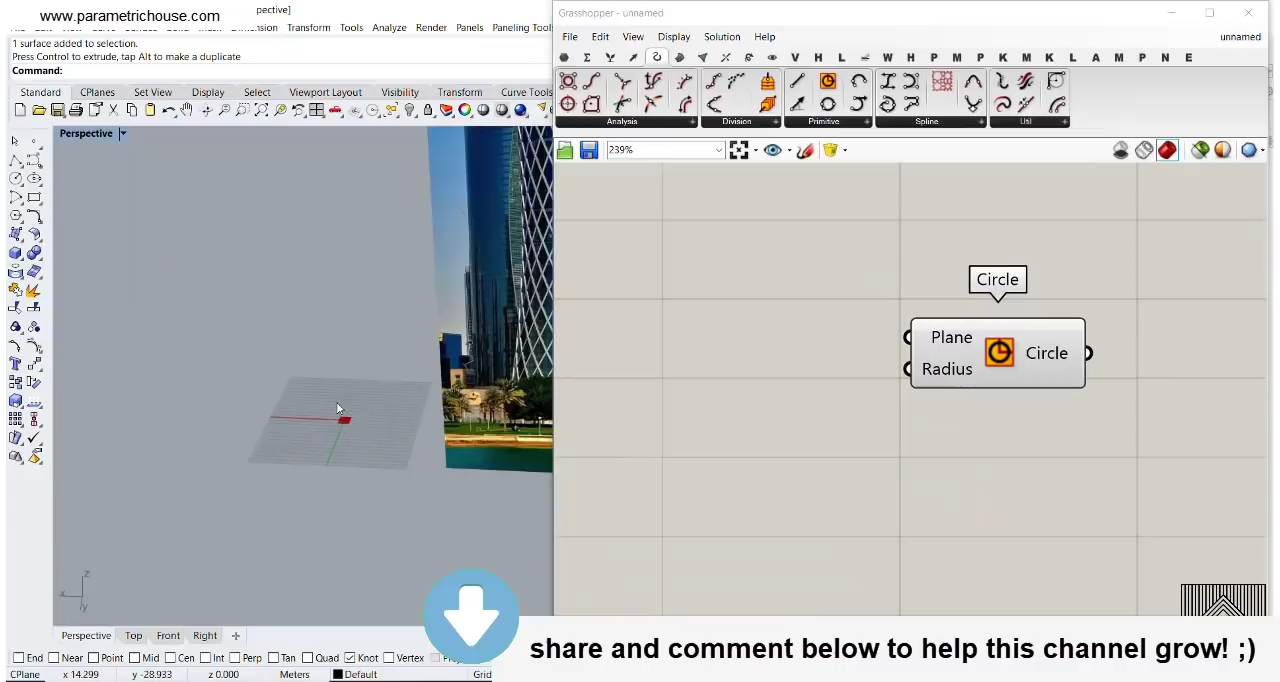 www.parametrichouse.com
pective]
Grasshopper - unnamed
Transform Tools Analyze Render Panels Paneling Tools
File Edit View Display Solution Help
unnamed
1 surface added to selection.
Press Control to extrude, tap Alt to make a duplicate
Command:
V H L W H P M P K M K L A M P N E
Standard CPlanes Set View Display Select Viewport Layout Visibility Transform Curve Tools
Analysis Division Primitive Spline Util
Perspective
239%
Circle
Plane
Circle
Radius
z
x
y
Perspective Top Front Right
share and comment below to help this channel grow! ;)
End Near Point Mid Cen Int Perp Tan Quad Knot Vertex
CPlane x 14.299 y -28.933 z 0.000 Meters Default Grid